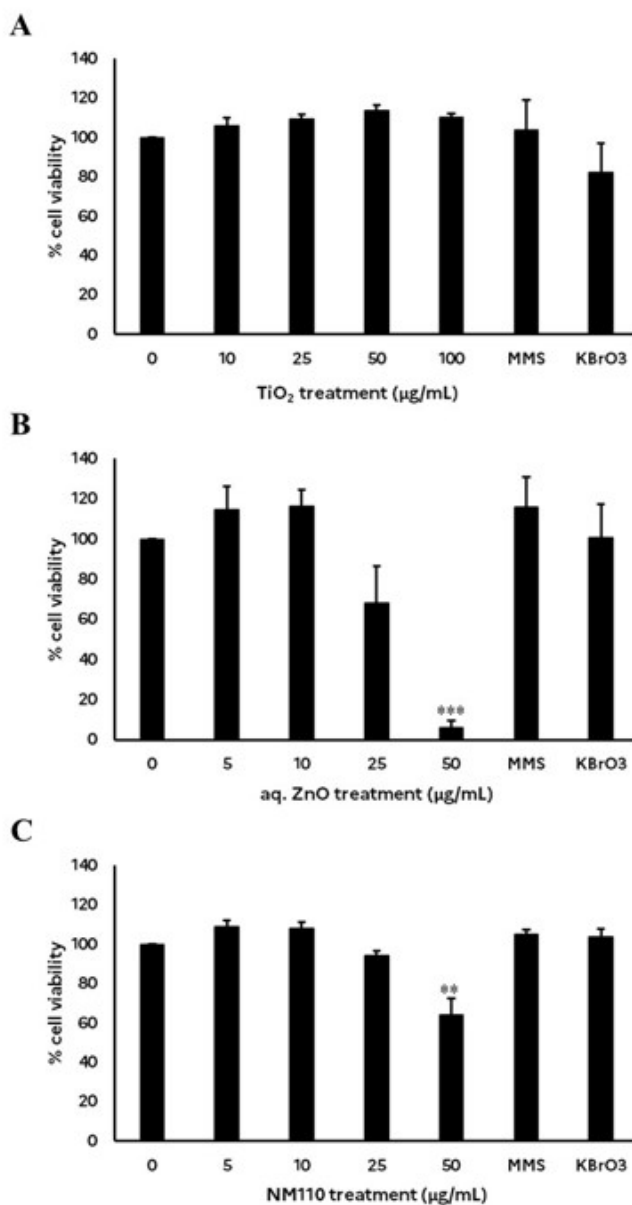 A
140
120
100
80
60
40
20
0
% cell viability
0 10 25 50 100 MMS KBrO3
TiO₂ treatment (µg/mL)
B
140
120
100
80
60
40
20
0
% cell viability
***
0 5 10 25 50 MMS KBrO3
aq. ZnO treatment (µg/mL)
C
140
120
100
80
60
40
20
0
% cell viability
**
0 5 10 25 50 MMS KBrO3
NM110 treatment (µg/mL)